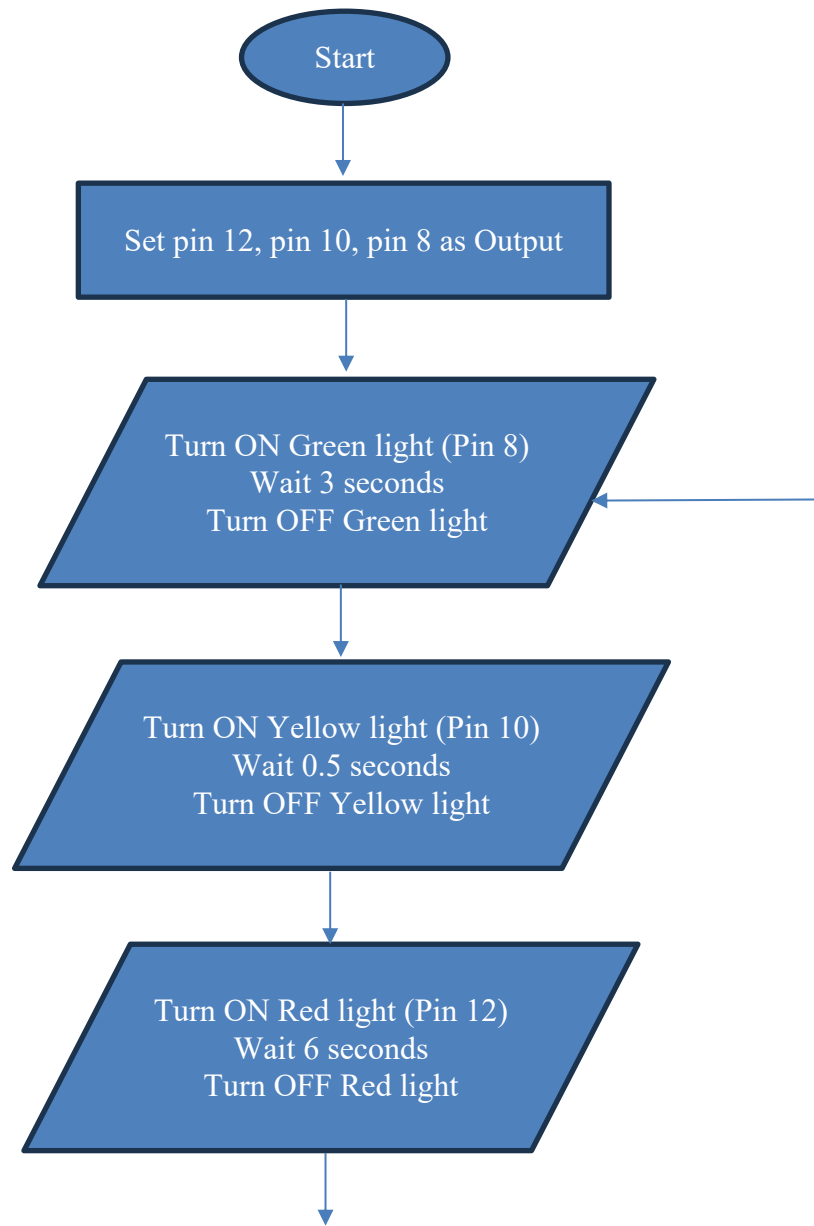 Start
Set pin 12, pin 10, pin 8 as Output
Turn ON Green light (Pin 8)
Wait 3 seconds
Turn OFF Green light
Turn ON Yellow light (Pin 10)
Wait 0.5 seconds
Turn OFF Yellow light
Turn ON Red light (Pin 12)
Wait 6 seconds
Turn OFF Red light